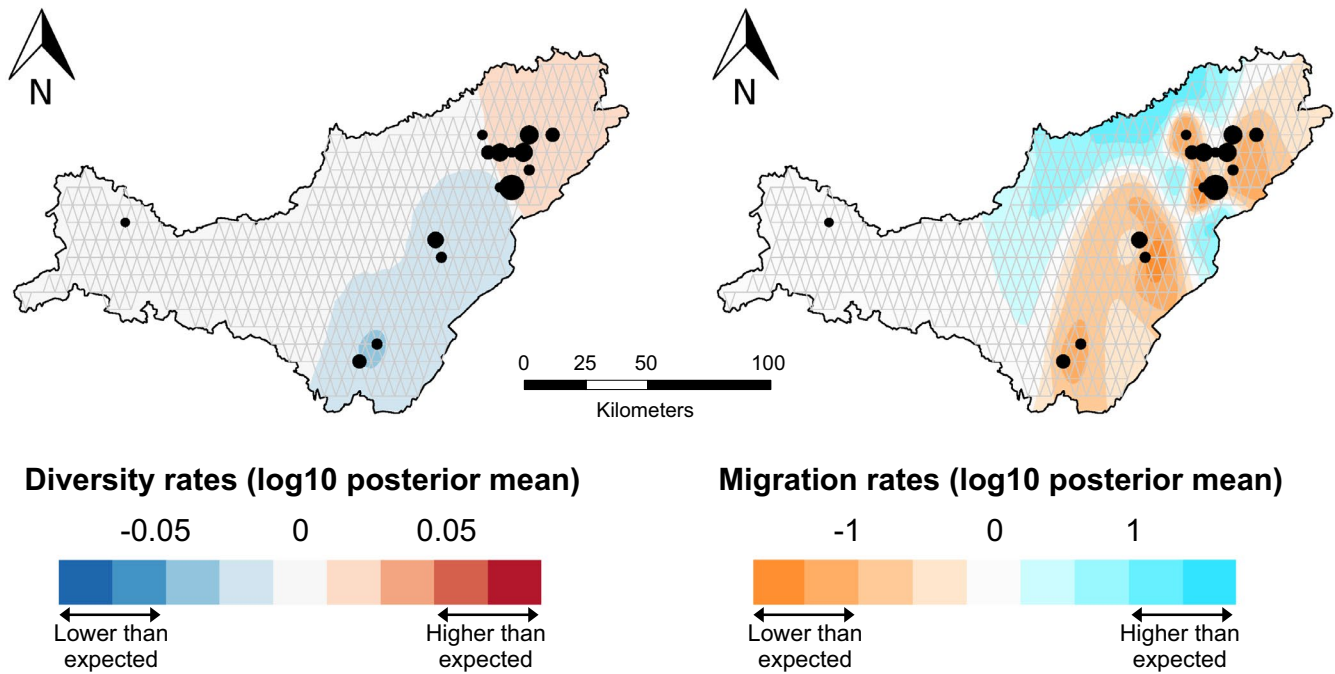 N
N
0 25 50 100
Kilometers
Diversity rates (log10 posterior mean)
-0.05 0 0.05
Lower than
expected
Higher than
expected
Migration rates (log10 posterior mean)
-1 0 1
Lower than
expected
Higher than
expected